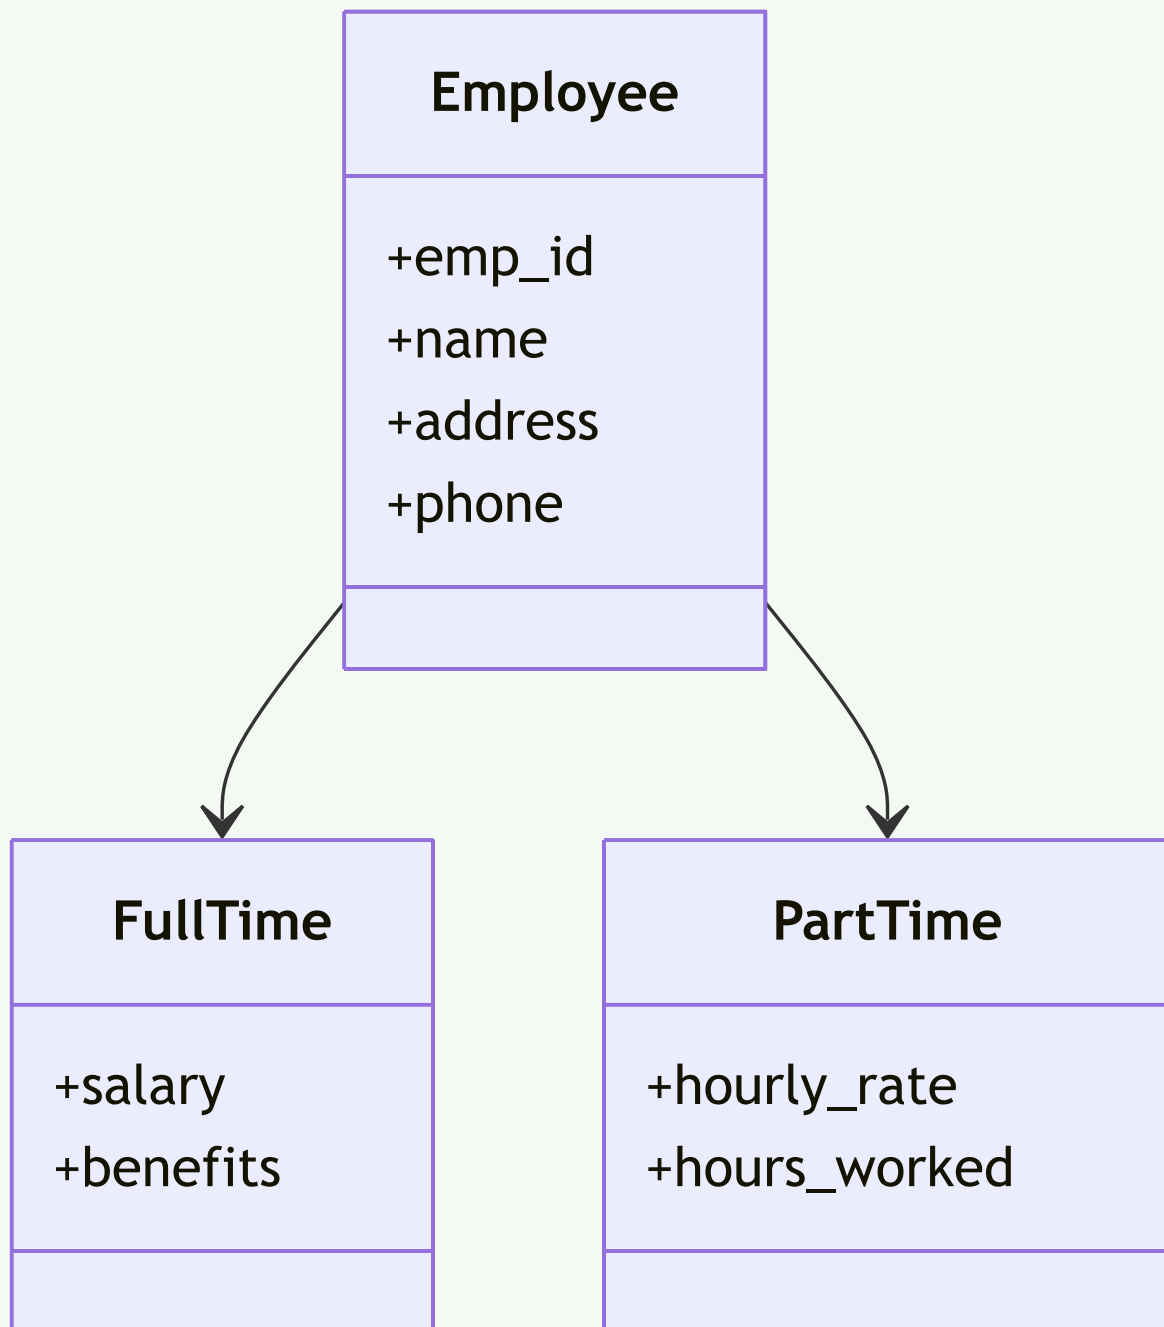 Employee
+emp_id
+name
+address
+phone
FullTime
+salary
+benefits
PartTime
+hourly_rate
+hours_worked